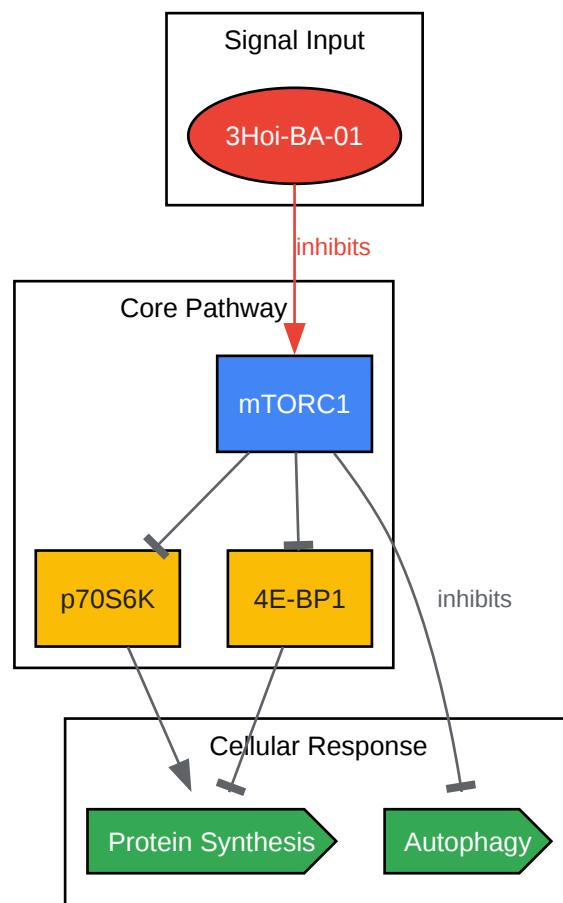 Signal Input
3Hoi-BA-01
inhibits
Core Pathway
mTORC1
p70S6K
4E-BP1
inhibits
Cellular Response
Protein Synthesis
Autophagy